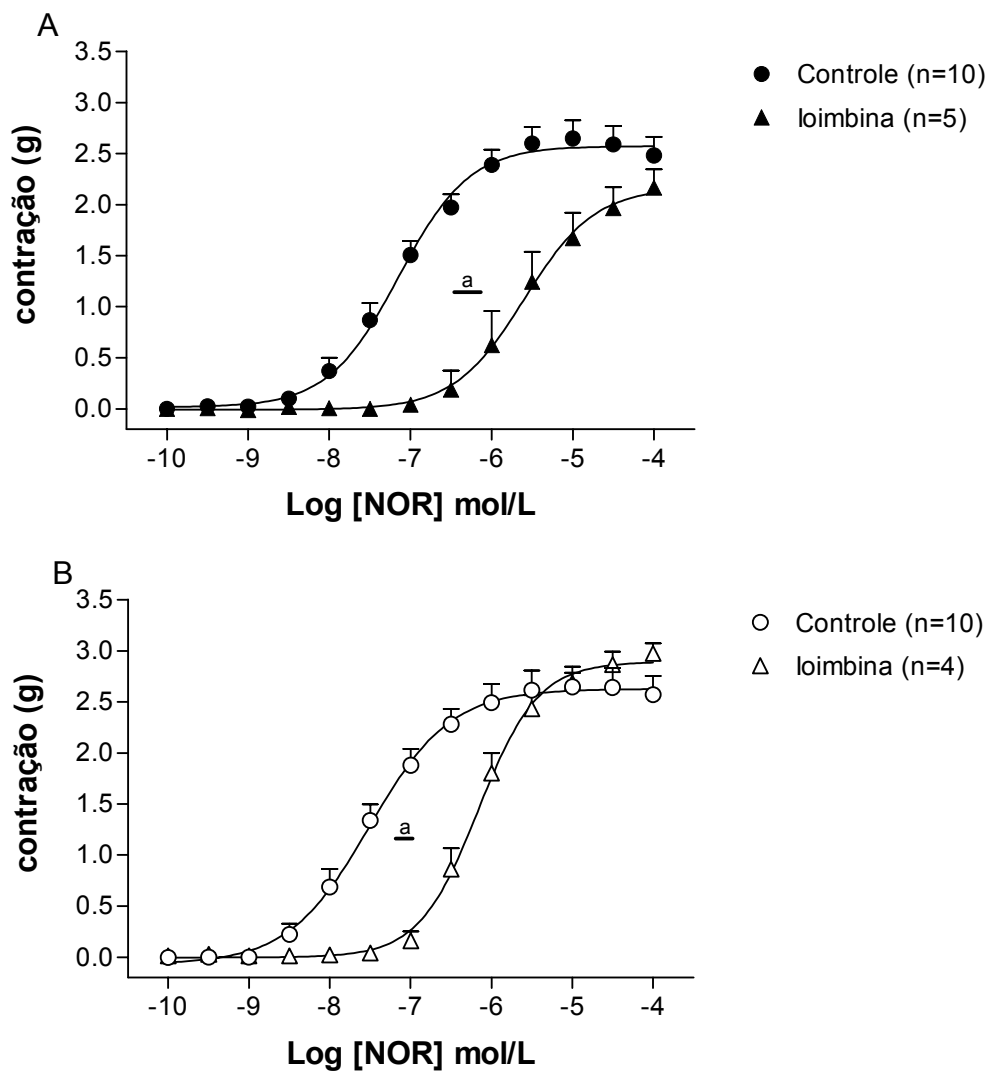 A
3.5
3.0
2.5
2.0
1.5
1.0
0.5
0.0
contração (g)
a
-10 -9 -8 -7 -6 -5 -4
Log [NOR] mol/L
Controle (n=10)
Ioimbina (n=5)
B
3.5
3.0
2.5
2.0
1.5
1.0
0.5
0.0
contração (g)
a
-10 -9 -8 -7 -6 -5 -4
Log [NOR] mol/L
Controle (n=10)
Ioimbina (n=4)